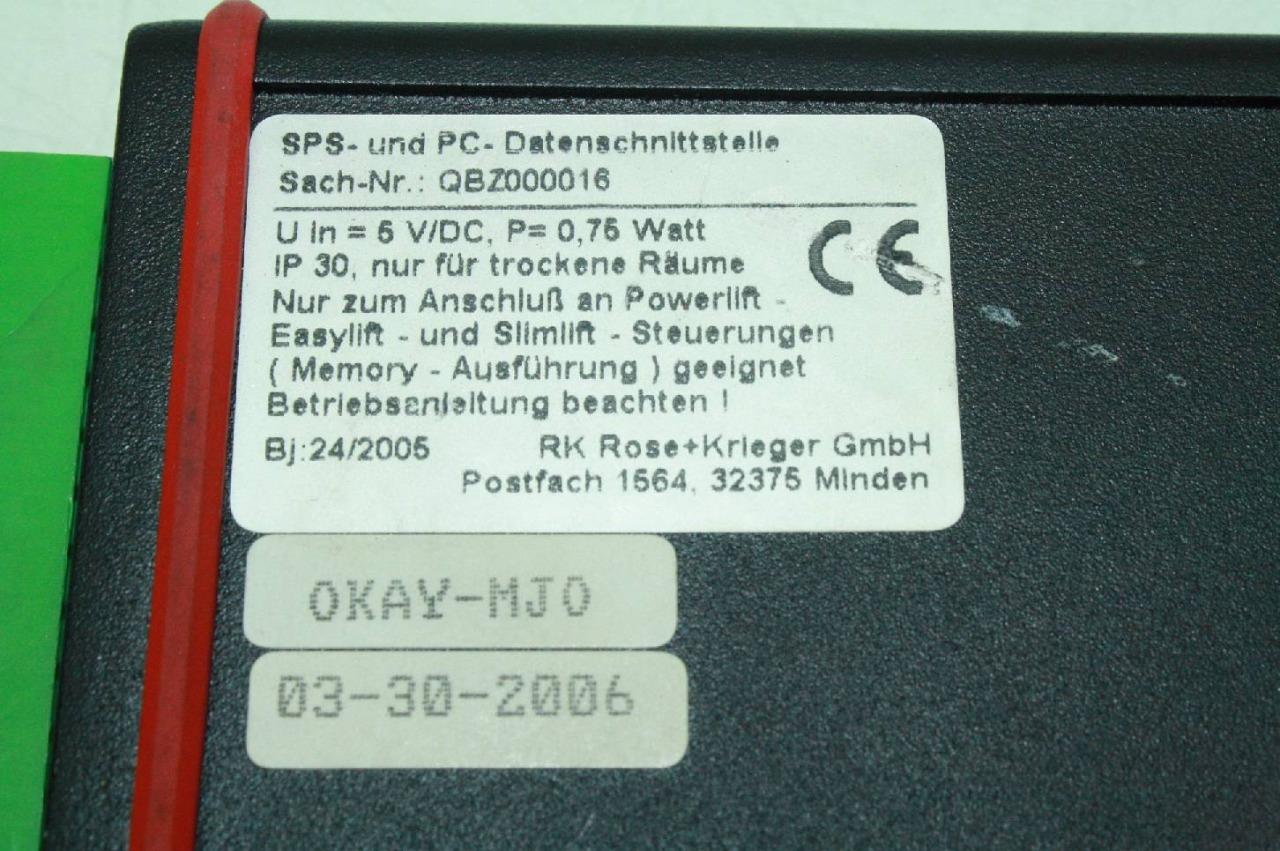 SPS- und PC- Datenschnittstelle
Sach-Nr.: QBZ000016
U in = 5 V/DC, P= 0,75 Watt
IP 30, nur für trockene Räume
CE
Nur zum Anschluß an Powerlift -
Easylift - und Slimlift - Steuerungen
( Memory - Ausführung ) geeignet
Betriebsanleitung beachten !
Bj:24/2005 RK Rose+Krieger GmbH
Postfach 1564, 32375 Minden
OKAY-MJO
03-30-2006